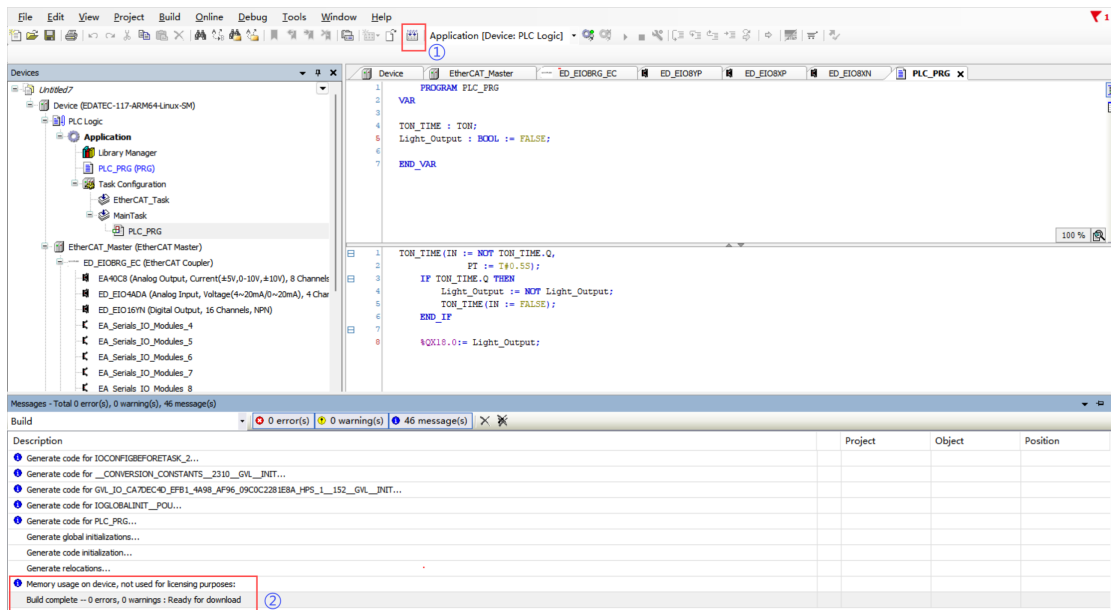 File Edit View Project Build Online Debug Tools Window Help
1
Application [Device: PLC Logic]
①
Devices
Device EtherCAT_Master ED_EIOBRG_EC ED_EIO8YP ED_EIO8XP ED_EIO8XN PLC_PRG
Untitled7
Device (EDATEC-117-ARM64-Linux-SM)
PLC Logic
Application
Library Manager
PLC_PRG (PRG)
Task Configuration
EtherCAT_Task
MainTask
PLC_PRG
EtherCAT_Master (EtherCAT Master)
ED_EIOBRG_EC (EtherCAT Coupler)
EA40C8 (Analog Output, Current(±5V,0-10V,±10V), 8 Channels
ED_EIO4ADA (Analog Input, Voltage(4~20mA/0~20mA), 4 Char
ED_EIO16YN (Digital Output, 16 Channels, NPN)
EA_Serials_IO_Modules_4
EA_Serials_IO_Modules_5
EA_Serials_IO_Modules_6
EA_Serials_IO_Modules_7
EA_Serials_IO_Modules_8
1 PROGRAM PLC_PRG
2 VAR
3
4 TON_TIME : TON;
5 Light_Output : BOOL := FALSE;
6
7 END_VAR
100 %
1 TON_TIME(IN := NOT TON_TIME.Q,
2 PT := T#0.5S);
3 IF TON_TIME.Q THEN
4 Light_Output := NOT Light_Output;
5 TON_TIME(IN := FALSE);
6 END_IF
7
8 %QX18.0:= Light_Output;
Messages - Total 0 error(s), 0 warning(s), 46 message(s)
Build 0 error(s) 0 warning(s) 46 message(s)
Description Project Object Position
Generate code for IOCONFIGBEFORETASK_2...
Generate code for __CONVERSION_CONSTANTS__2310__GVL__INIT...
Generate code for GVL_IO_CA7DEC4D_EFB1_4A98_AF96_09C0C2281E8A_HPS_1__152__GVL__INIT...
Generate code for IOGLOBALINIT__POU...
Generate code for PLC_PRG...
Generate global initializations...
Generate code initialization...
Generate relocations...
Memory usage on device, not used for licensing purposes:
Build complete -- 0 errors, 0 warnings : Ready for download
②